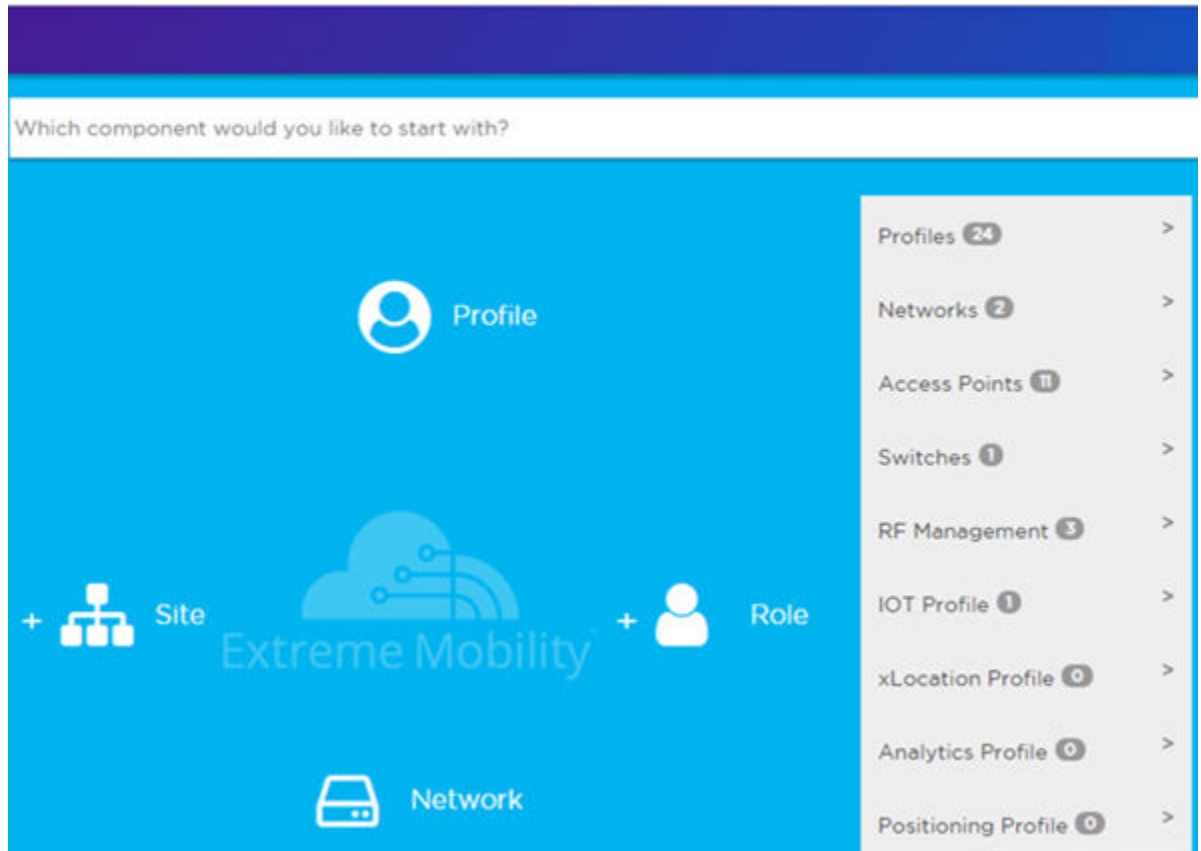 Which component would you like to start with?
Profile
+ Site
Extreme Mobility
+ Role
Network
Profiles 24 >
Networks 2 >
Access Points 11 >
Switches 1 >
RF Management 3 >
IOT Profile 1 >
xLocation Profile 0 >
Analytics Profile 0 >
Positioning Profile 0 >